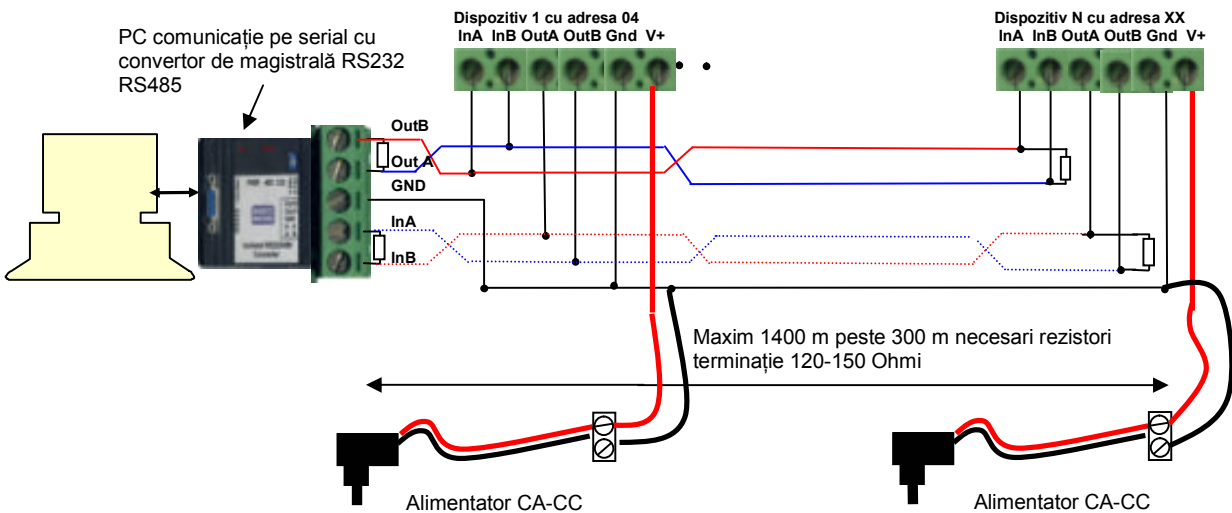 Dispozitiv 1 cu adresa 04
InA InB OutA OutB Gnd V+
Dispozitiv N cu adresa XX
InA InB OutA OutB Gnd V+
PC comunicație pe serial cu
convertor de magistrală RS232
RS485
OutB
Out A
GND
InA
InB
Maxim 1400 m peste 300 m necesari rezistori
terminație 120-150 Ohmi
Alimentator CA-CC
Alimentator CA-CC